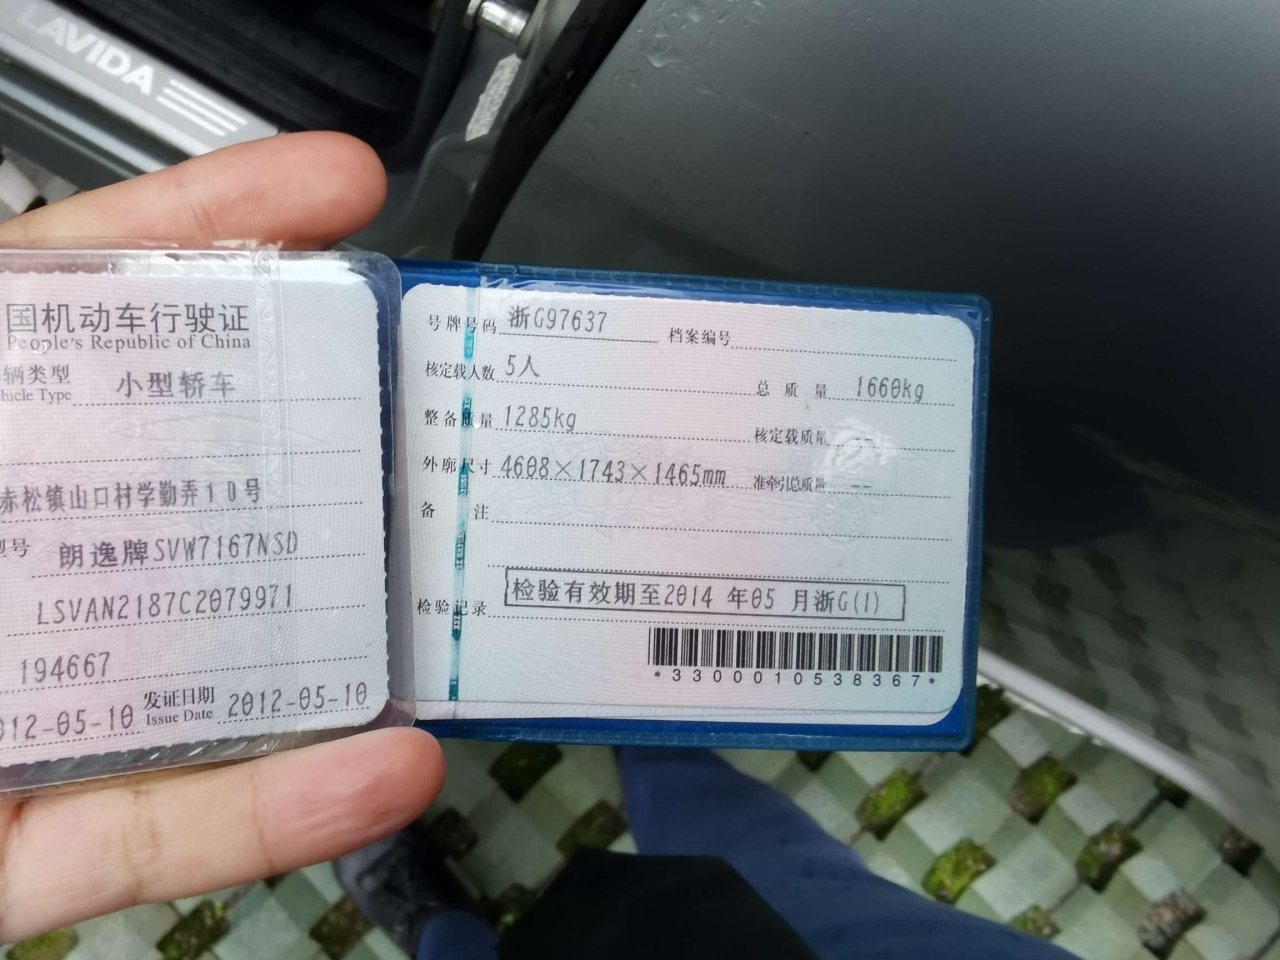 LAVIDA
国机动车行驶证
People's Republic of China
辆类型 小型轿车
hicle Type
赤松镇山口村学勤弄10号
型号 朗逸牌SVW7167NSD
LSVAN2187C2079971
194667
012-05-10 发证日期 2012-05-10
Issue Date
号牌号码 浙G97637 档案编号
核定载人数 5人 总质量 1660kg
整备质量 1285kg 核定载质量 --
外廓尺寸 4608×1743×1465mm 准牵引总质量 --
备注
检验记录 检验有效期至2014年05月浙G(1)
*3300010538367*